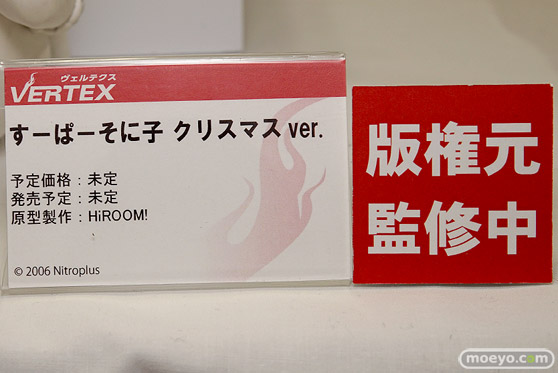 ヴェルテクス
VERTEX
すーぱーそに子 クリスマス ver.
予定価格：未定
発売予定：未定
原型製作：HiROOM!
© 2006 Nitroplus
版権元
監修中
moeyo.com